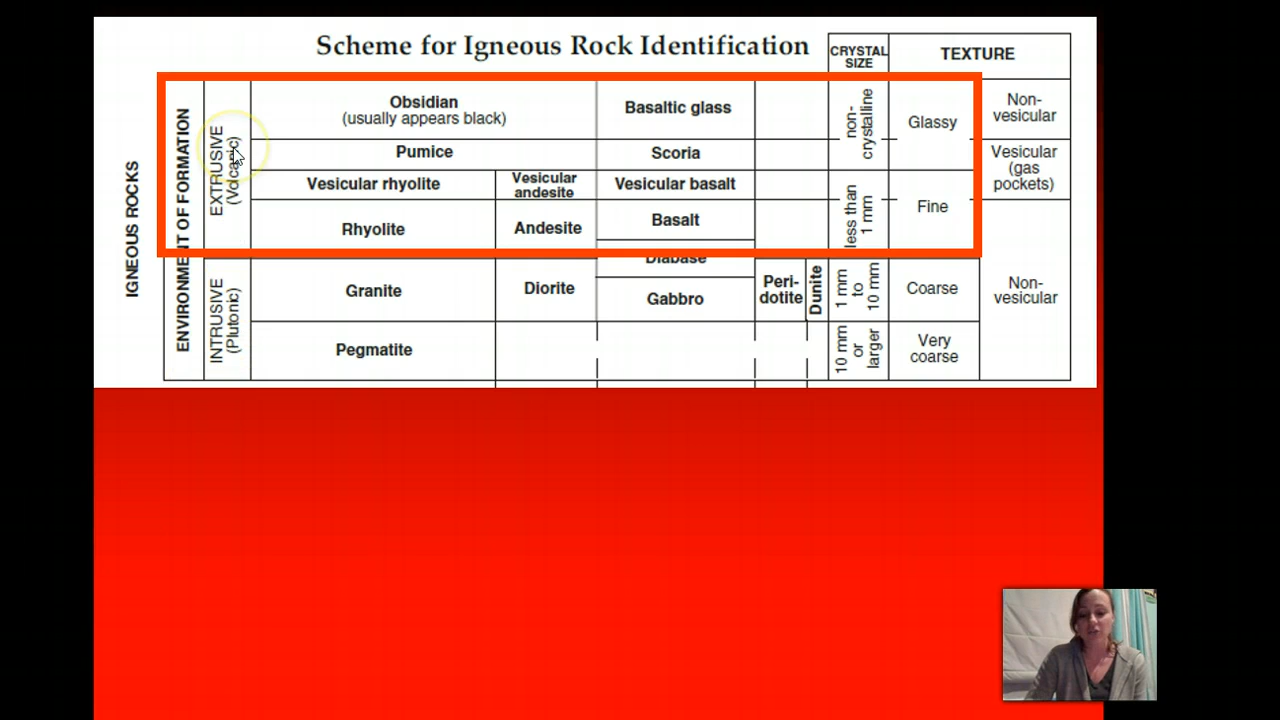 Scheme for Igneous Rock Identification
CRYSTAL
SIZE
TEXTURE
IGNEOUS ROCKS
ENVIRONMENT OF FORMATION
EXTRUSIVE
(Volcanic)
Obsidian
(usually appears black)
Basaltic glass
non-
crystalline
Glassy
Non-
vesicular
Pumice
Scoria
Vesicular
(gas
pockets)
Vesicular rhyolite
Vesicular
andesite
Vesicular basalt
less than
1 mm
Fine
Rhyolite
Andesite
Basalt
Diabase
INTRUSIVE
(Plutonic)
Granite
Diorite
Gabbro
Peri-
dotite
Dunite
1 mm
to
10 mm
Coarse
Non-
vesicular
Pegmatite
10 mm
or
larger
Very
coarse